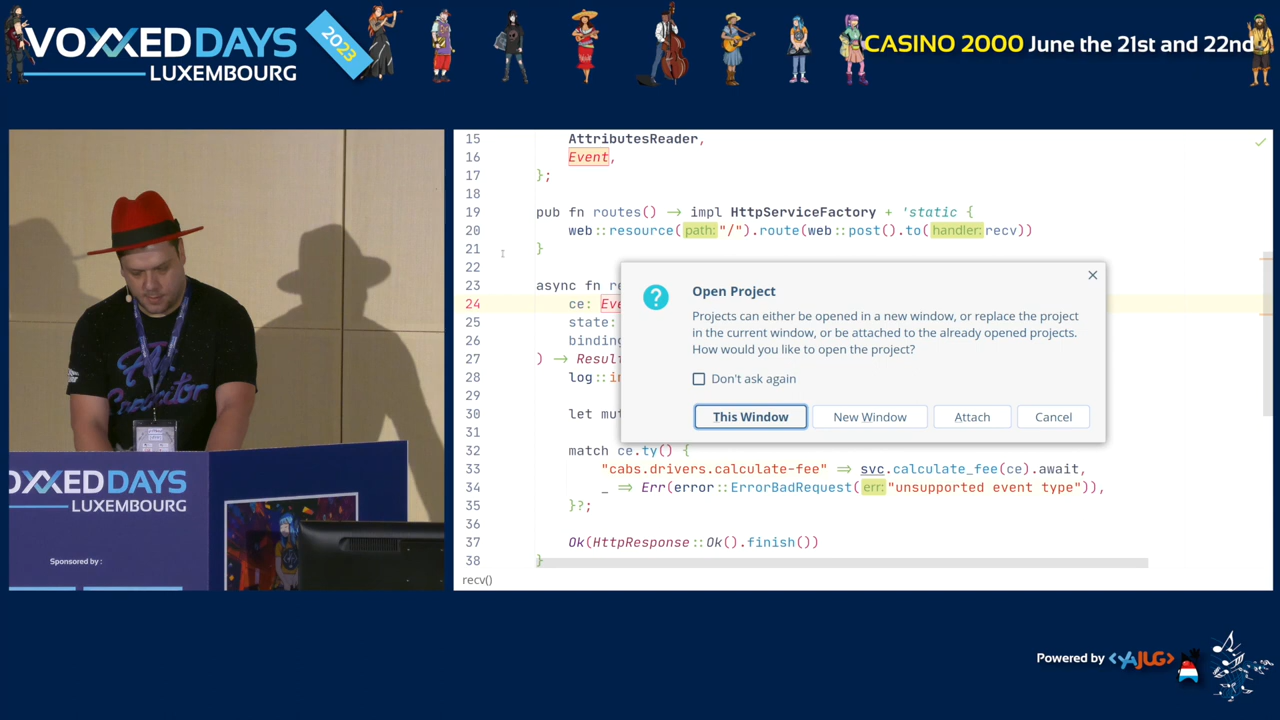 VOXXED DAYS
LUXEMBOURG
2023
CASINO 2000 June the 21st and 22nd
15 AttributesReader,
16 Event,
17 };
18
19 pub fn routes() → impl HttpServiceFactory + 'static {
20 web::resource( path: "/").route(web::post().to( handler: recv))
21 }
22
23 async fn re
24 ce: Eve
25 state:
26 binding
27 ) → Resul
28 log::in
29
30 let mut
31
32 match ce.ty() {
33 "cabs.drivers.calculate-fee" ⇒ svc.calculate_fee(ce).await,
34 _ ⇒ Err(error::ErrorBadRequest( err: "unsupported event type")),
35 }?;
36
37 Ok(HttpResponse::Ok().finish())
38 }
recv()
Open Project
Projects can either be opened in a new window, or replace the project
in the current window, or be attached to the already opened projects.
How would you like to open the project?
Don't ask again
This Window
New Window
Attach
Cancel
OXXED DAYS
LUXEMBOURG
Sponsored by :
Powered by <YAJUG>